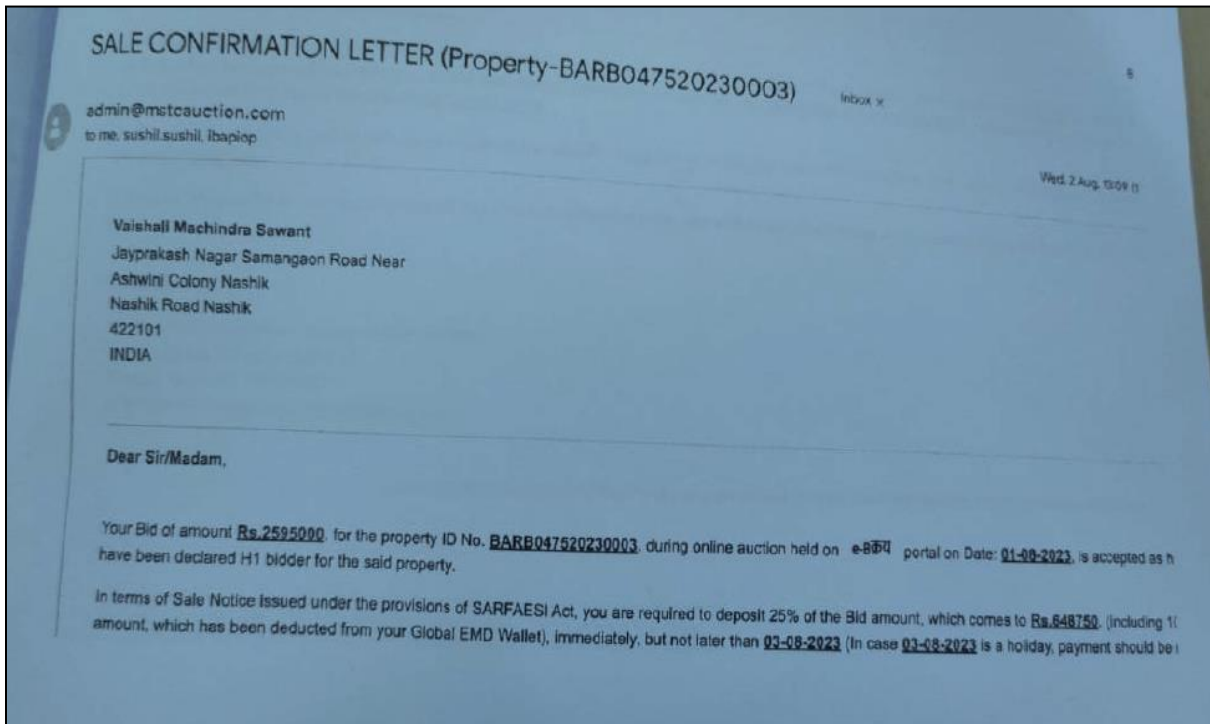 SALE CONFIRMATION LETTER (Property-BARB047520230003)
Inbox ×
admin@mstcauction.com
to me, sushil.sushil, ibapiop
Wed, 2 Aug, 13:09
Vaishali Machindra Sawant
Jayprakash Nagar Samangaon Road Near
Ashwini Colony Nashik
Nashik Road Nashik
422101
INDIA
Dear Sir/Madam,
Your Bid of amount Rs.2595000. for the property ID No. BARB047520230003, during online auction held on e-Bक्रय portal on Date: 01-08-2023, is accepted as h
have been declared H1 bidder for the said property.
In terms of Sale Notice issued under the provisions of SARFAESI Act, you are required to deposit 25% of the Bid amount, which comes to Rs.648750. (including 1
amount, which has been deducted from your Global EMD Wallet), immediately, but not later than 03-08-2023 (In case 03-08-2023 is a holiday, payment should be